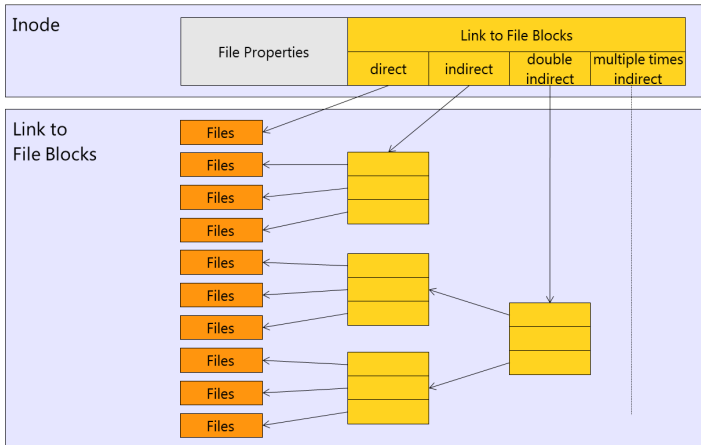 Inode
File Properties
Link to File Blocks
direct
indirect
double
indirect
multiple times
indirect
Link to
File Blocks
Files
Files
Files
Files
Files
Files
Files
Files
Files
Files